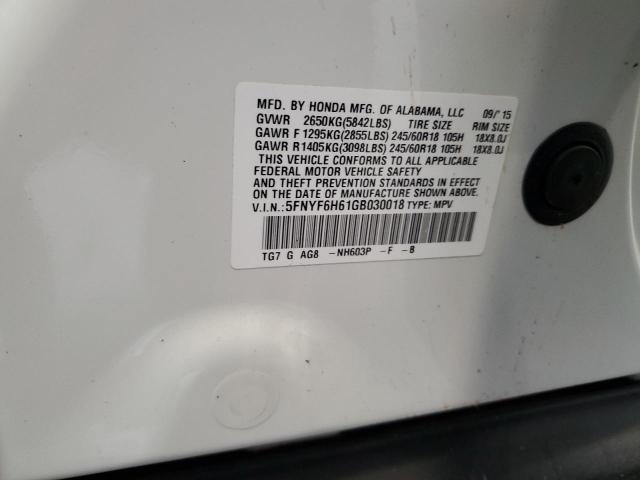 MFD. BY HONDA MFG. OF ALABAMA, LLC 09/'15
GVWR 2650KG(5842LBS) TIRE SIZE RIM SIZE
GAWR F 1295KG(2855LBS) 245/60R18 105H 18X8.0J
GAWR R 1405KG(3098LBS) 245/60R18 105H 18X8.0J
THIS VEHICLE CONFORMS TO ALL APPLICABLE
FEDERAL MOTOR VEHICLE SAFETY
AND THEFT PREVENTION STANDARDS IN EFFECT
ON THE DATE OF MANUFACTURE SHOWN ABOVE.
V.I.N.: 5FNYF6H61GB030018 TYPE: MPV
TG7 G AG8 -NH603P -F -B